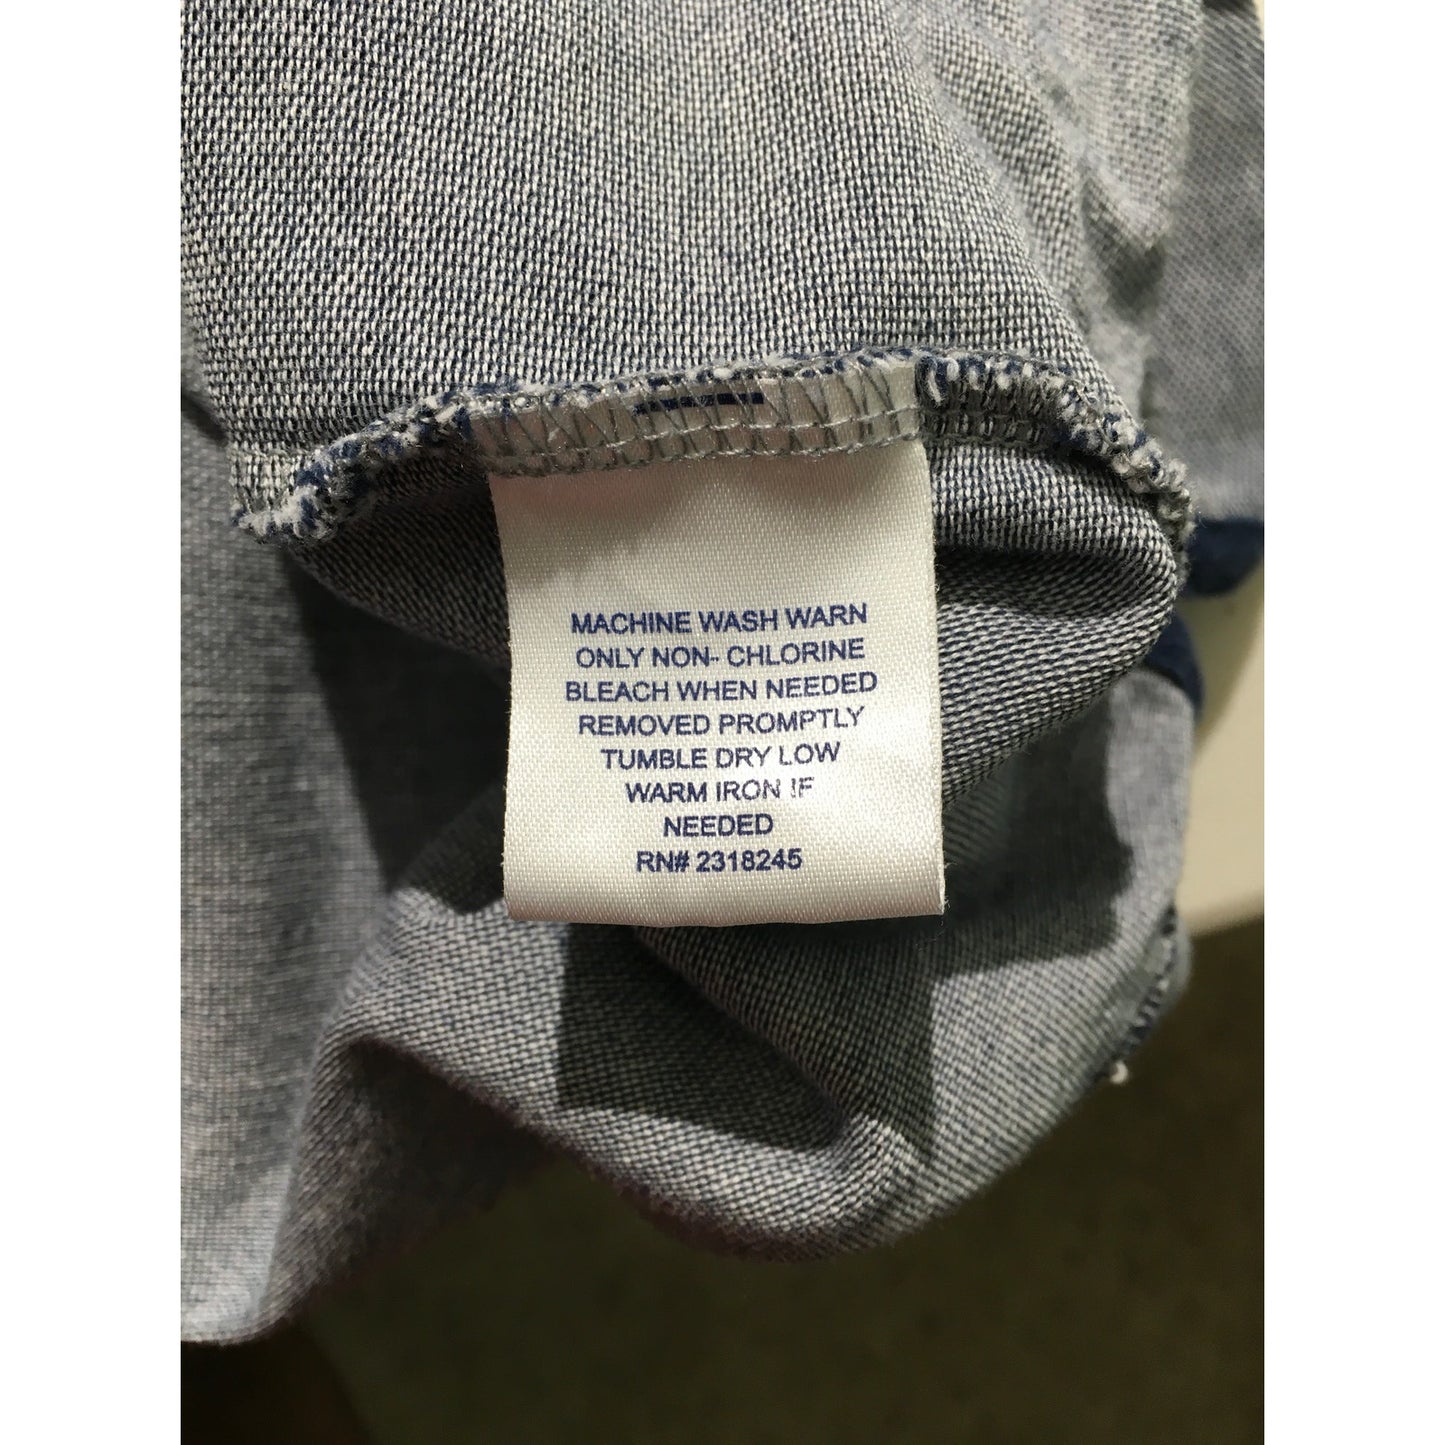 MACHINE WASH WARN
ONLY NON- CHLORINE
BLEACH WHEN NEEDED
REMOVED PROMPTLY
TUMBLE DRY LOW
WARM IRON IF
NEEDED
RN# 2318245